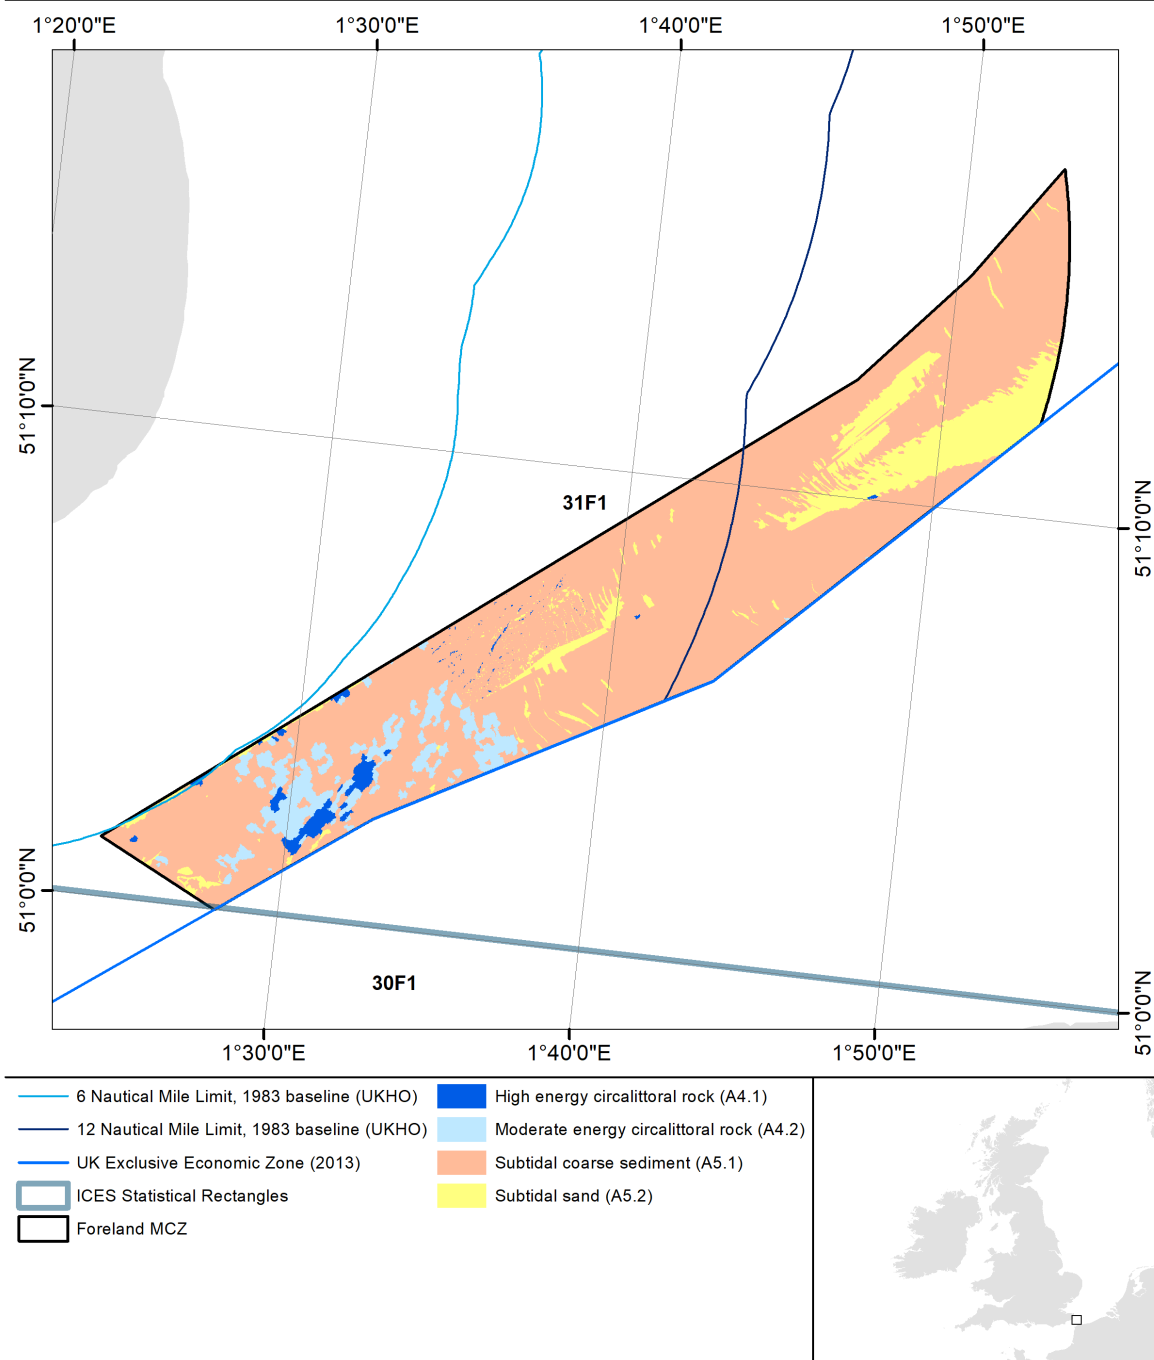 1°20'0"E 1°30'0"E 1°40'0"E 1°50'0"E
51°10'0"N
31F1
51°10'0"N
51°0'0"N
30F1
51°0'0"N
1°30'0"E 1°40'0"E 1°50'0"E
6 Nautical Mile Limit, 1983 baseline (UKHO)
12 Nautical Mile Limit, 1983 baseline (UKHO)
UK Exclusive Economic Zone (2013)
ICES Statistical Rectangles
Foreland MCZ
High energy circalittoral rock (A4.1)
Moderate energy circalittoral rock (A4.2)
Subtidal coarse sediment (A5.1)
Subtidal sand (A5.2)